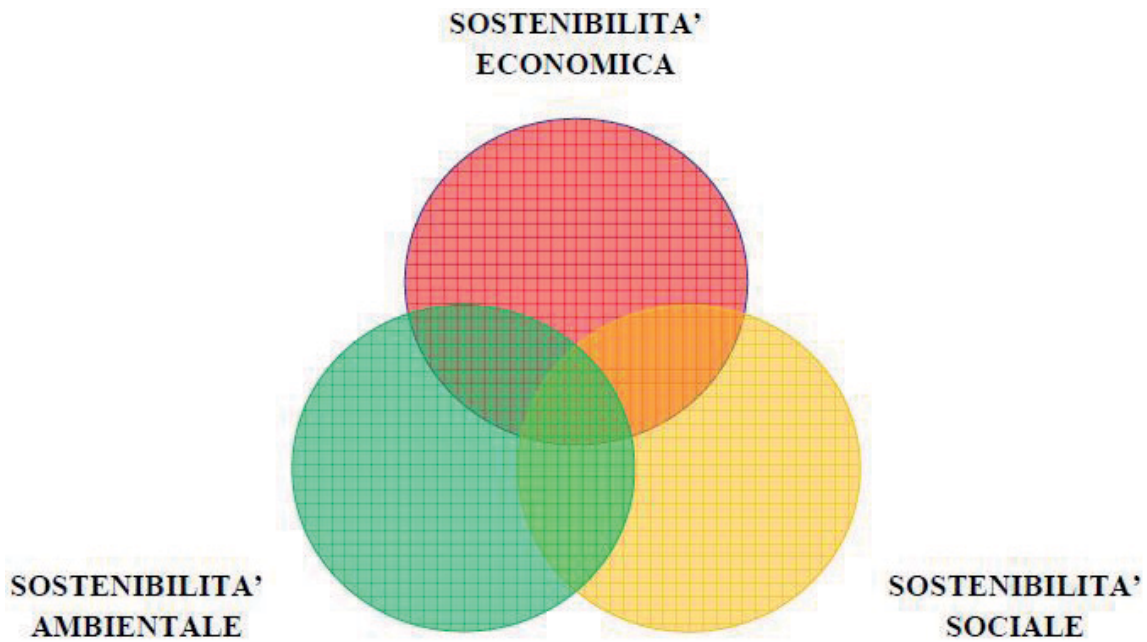 SOSTENIBILITA’
ECONOMICA
SOSTENIBILITA’
AMBIENTALE
SOSTENIBILITA’
SOCIALE